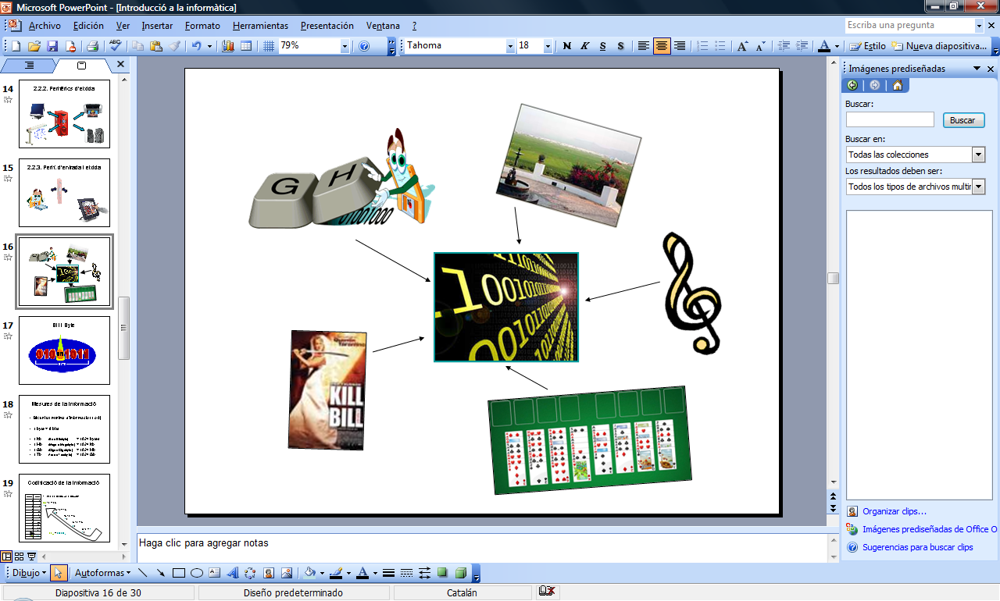 Microsoft PowerPoint - [Introducció a la informàtica]
Archivo Edición Ver Insertar Formato Herramientas Presentación Ventana ?
Escriba una pregunta
79%
Tahoma
18
N K S S
Estilo
Nueva diapositiva...
14
2.2.2. Perifèrics d'eixida
15
2.2.3. Perif. d'entrada i eixida
16
17
Bill Byte
18
Mesures de la informació
19
Codificació de la informació
G H
01001000
100
KILL
BILL
Imágenes prediseñadas
Buscar:
Buscar
Buscar en:
Todas las colecciones
Los resultados deben ser:
Todos los tipos de archivos multir
Organizar clips...
Imágenes prediseñadas de Office O
Sugerencias para buscar clips
Haga clic para agregar notas
Dibujo
Autoformas
Diapositiva 16 de 30
Diseño predeterminado
Catalán